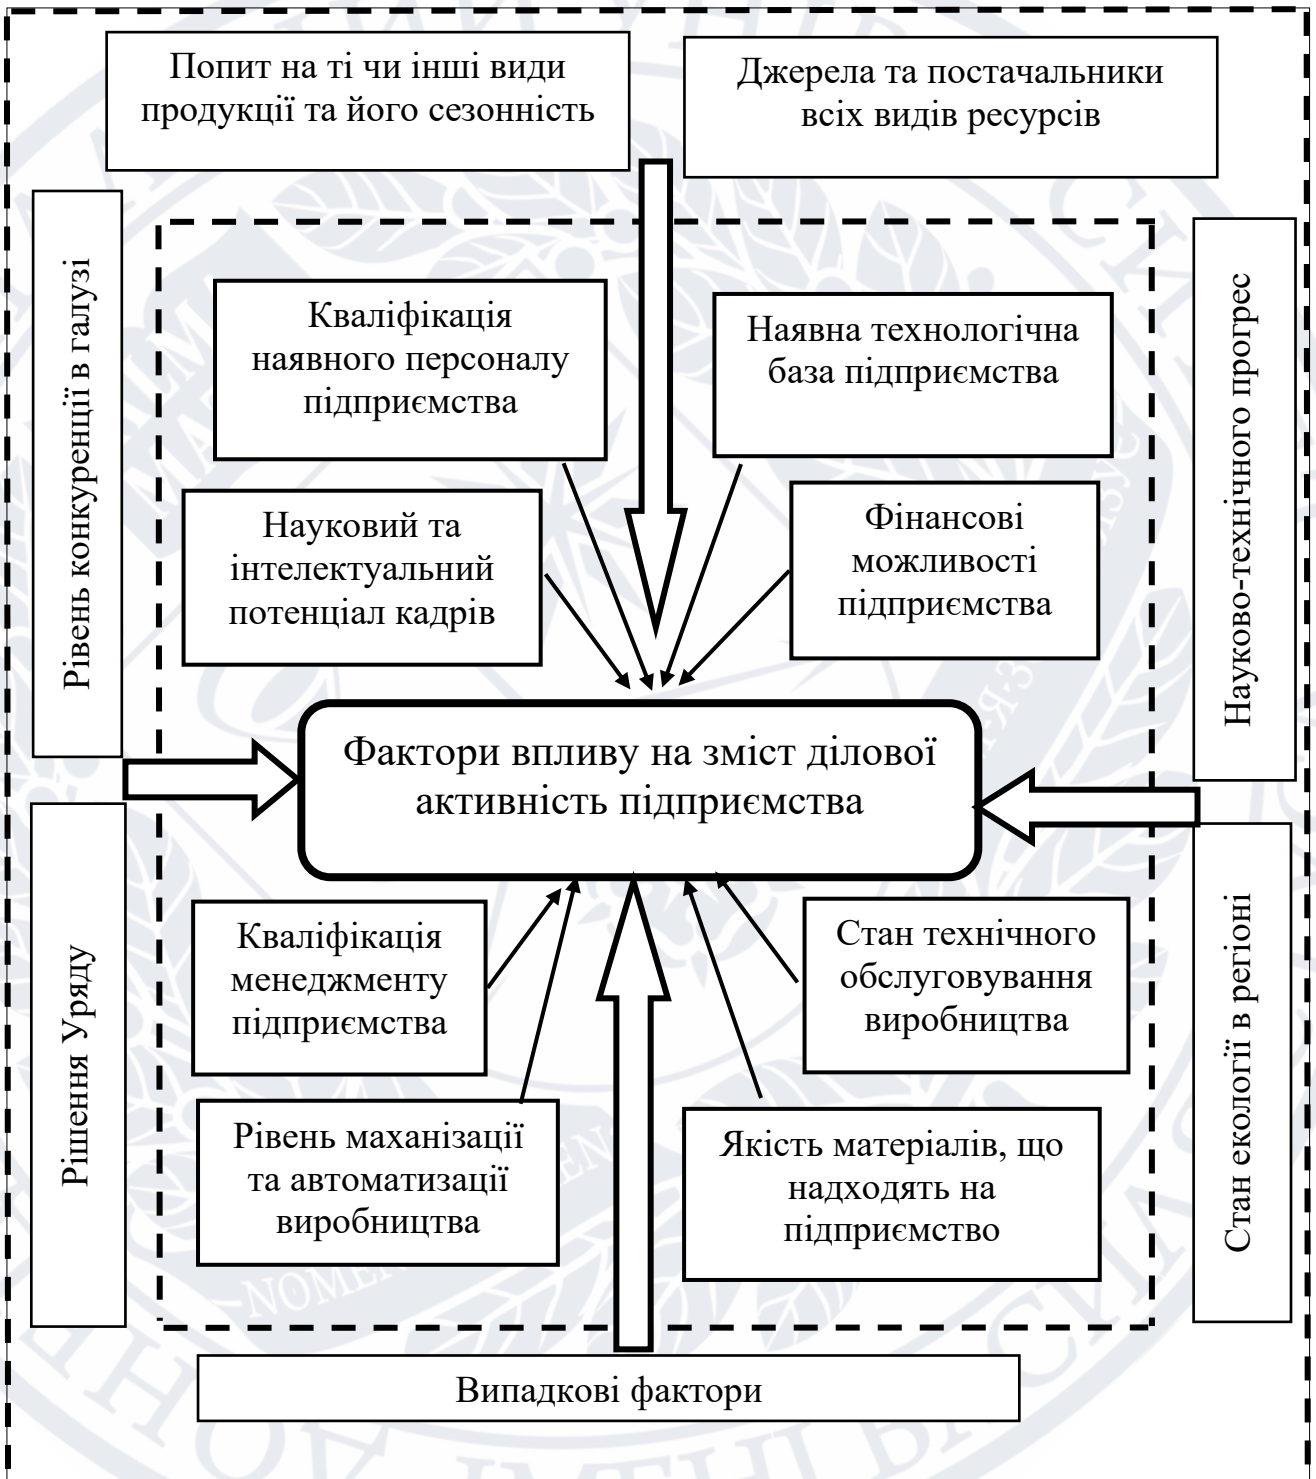 Попит на ті чи інші види
продукції та його сезонність
Джерела та постачальники
всіх видів ресурсів
Рівень конкуренції в галузі
Науково-технічного прогрес
Кваліфікація
наявного персоналу
підприємства
Наявна технологічна
база підприємства
Науковий та
інтелектуальний
потенціал кадрів
Фінансові
можливості
підприємства
Фактори впливу на зміст ділової
активність підприємства
Рішення Уряду
Стан екології в регіоні
Кваліфікація
менеджменту
підприємства
Стан технічного
обслуговування
виробництва
Рівень маханізації
та автоматизації
виробництва
Якість матеріалів, що
надходять на
підприємство
Випадкові фактори